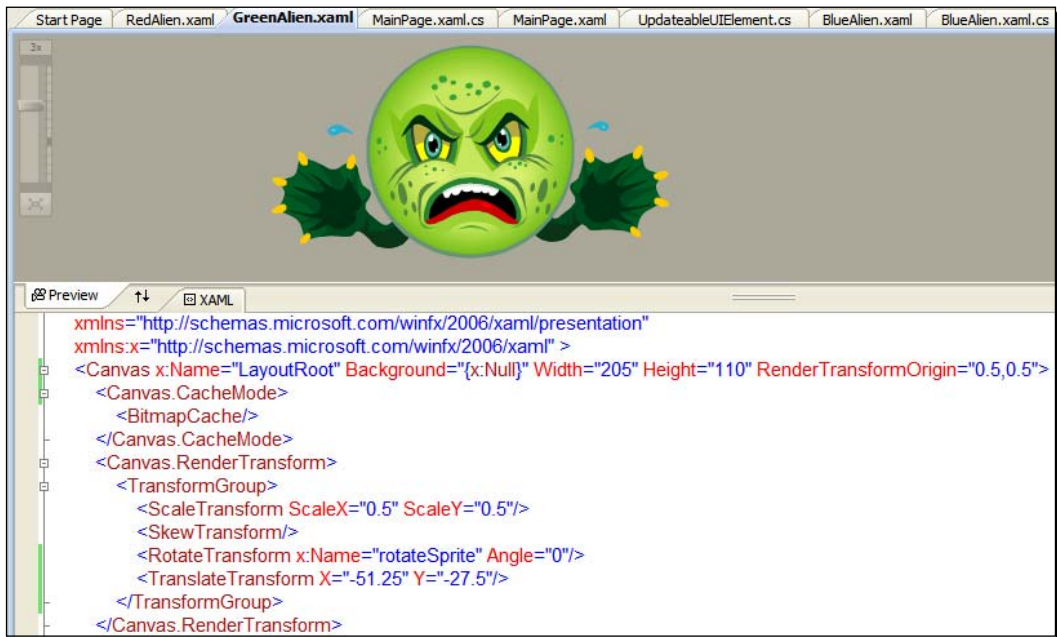 Start Page RedAlien.xaml GreenAlien.xaml MainPage.xaml.cs MainPage.xaml UpdateableUIElement.cs BlueAlien.xaml BlueAlien.xaml.cs
3x
Preview XAML
xmlns="http://schemas.microsoft.com/winfx/2006/xaml/presentation"
xmlns:x="http://schemas.microsoft.com/winfx/2006/xaml" >
<Canvas x:Name="LayoutRoot" Background="{x:Null}" Width="205" Height="110" RenderTransformOrigin="0.5,0.5">
<Canvas.CacheMode>
<BitmapCache/>
</Canvas.CacheMode>
<Canvas.RenderTransform>
<TransformGroup>
<ScaleTransform ScaleX="0.5" ScaleY="0.5"/>
<SkewTransform/>
<RotateTransform x:Name="rotateSprite" Angle="0"/>
<TranslateTransform X="-51.25" Y="-27.5"/>
</TransformGroup>
</Canvas.RenderTransform>